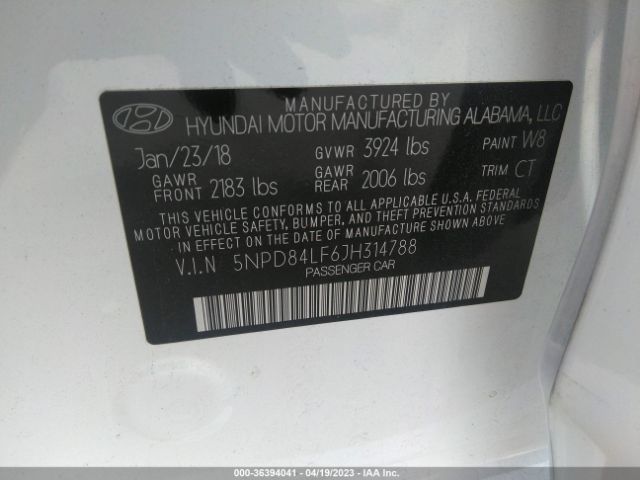 MANUFACTURED BY
HYUNDAI MOTOR MANUFACTURING ALABAMA, LLC
Jan/23/18 GVWR 3924 lbs PAINT W8
GAWR FRONT 2183 lbs GAWR REAR 2006 lbs TRIM CT
THIS VEHICLE CONFORMS TO ALL APPLICABLE U.S.A. FEDERAL
MOTOR VEHICLE SAFETY, BUMPER, AND THEFT PREVENTION STANDARDS
IN EFFECT ON THE DATE OF MANUFACTURE SHOWN ABOVE.
V.I.N 5NPD84LF6JH314788
PASSENGER CAR
000-36394041 - 04/19/2023 - IAA Inc.